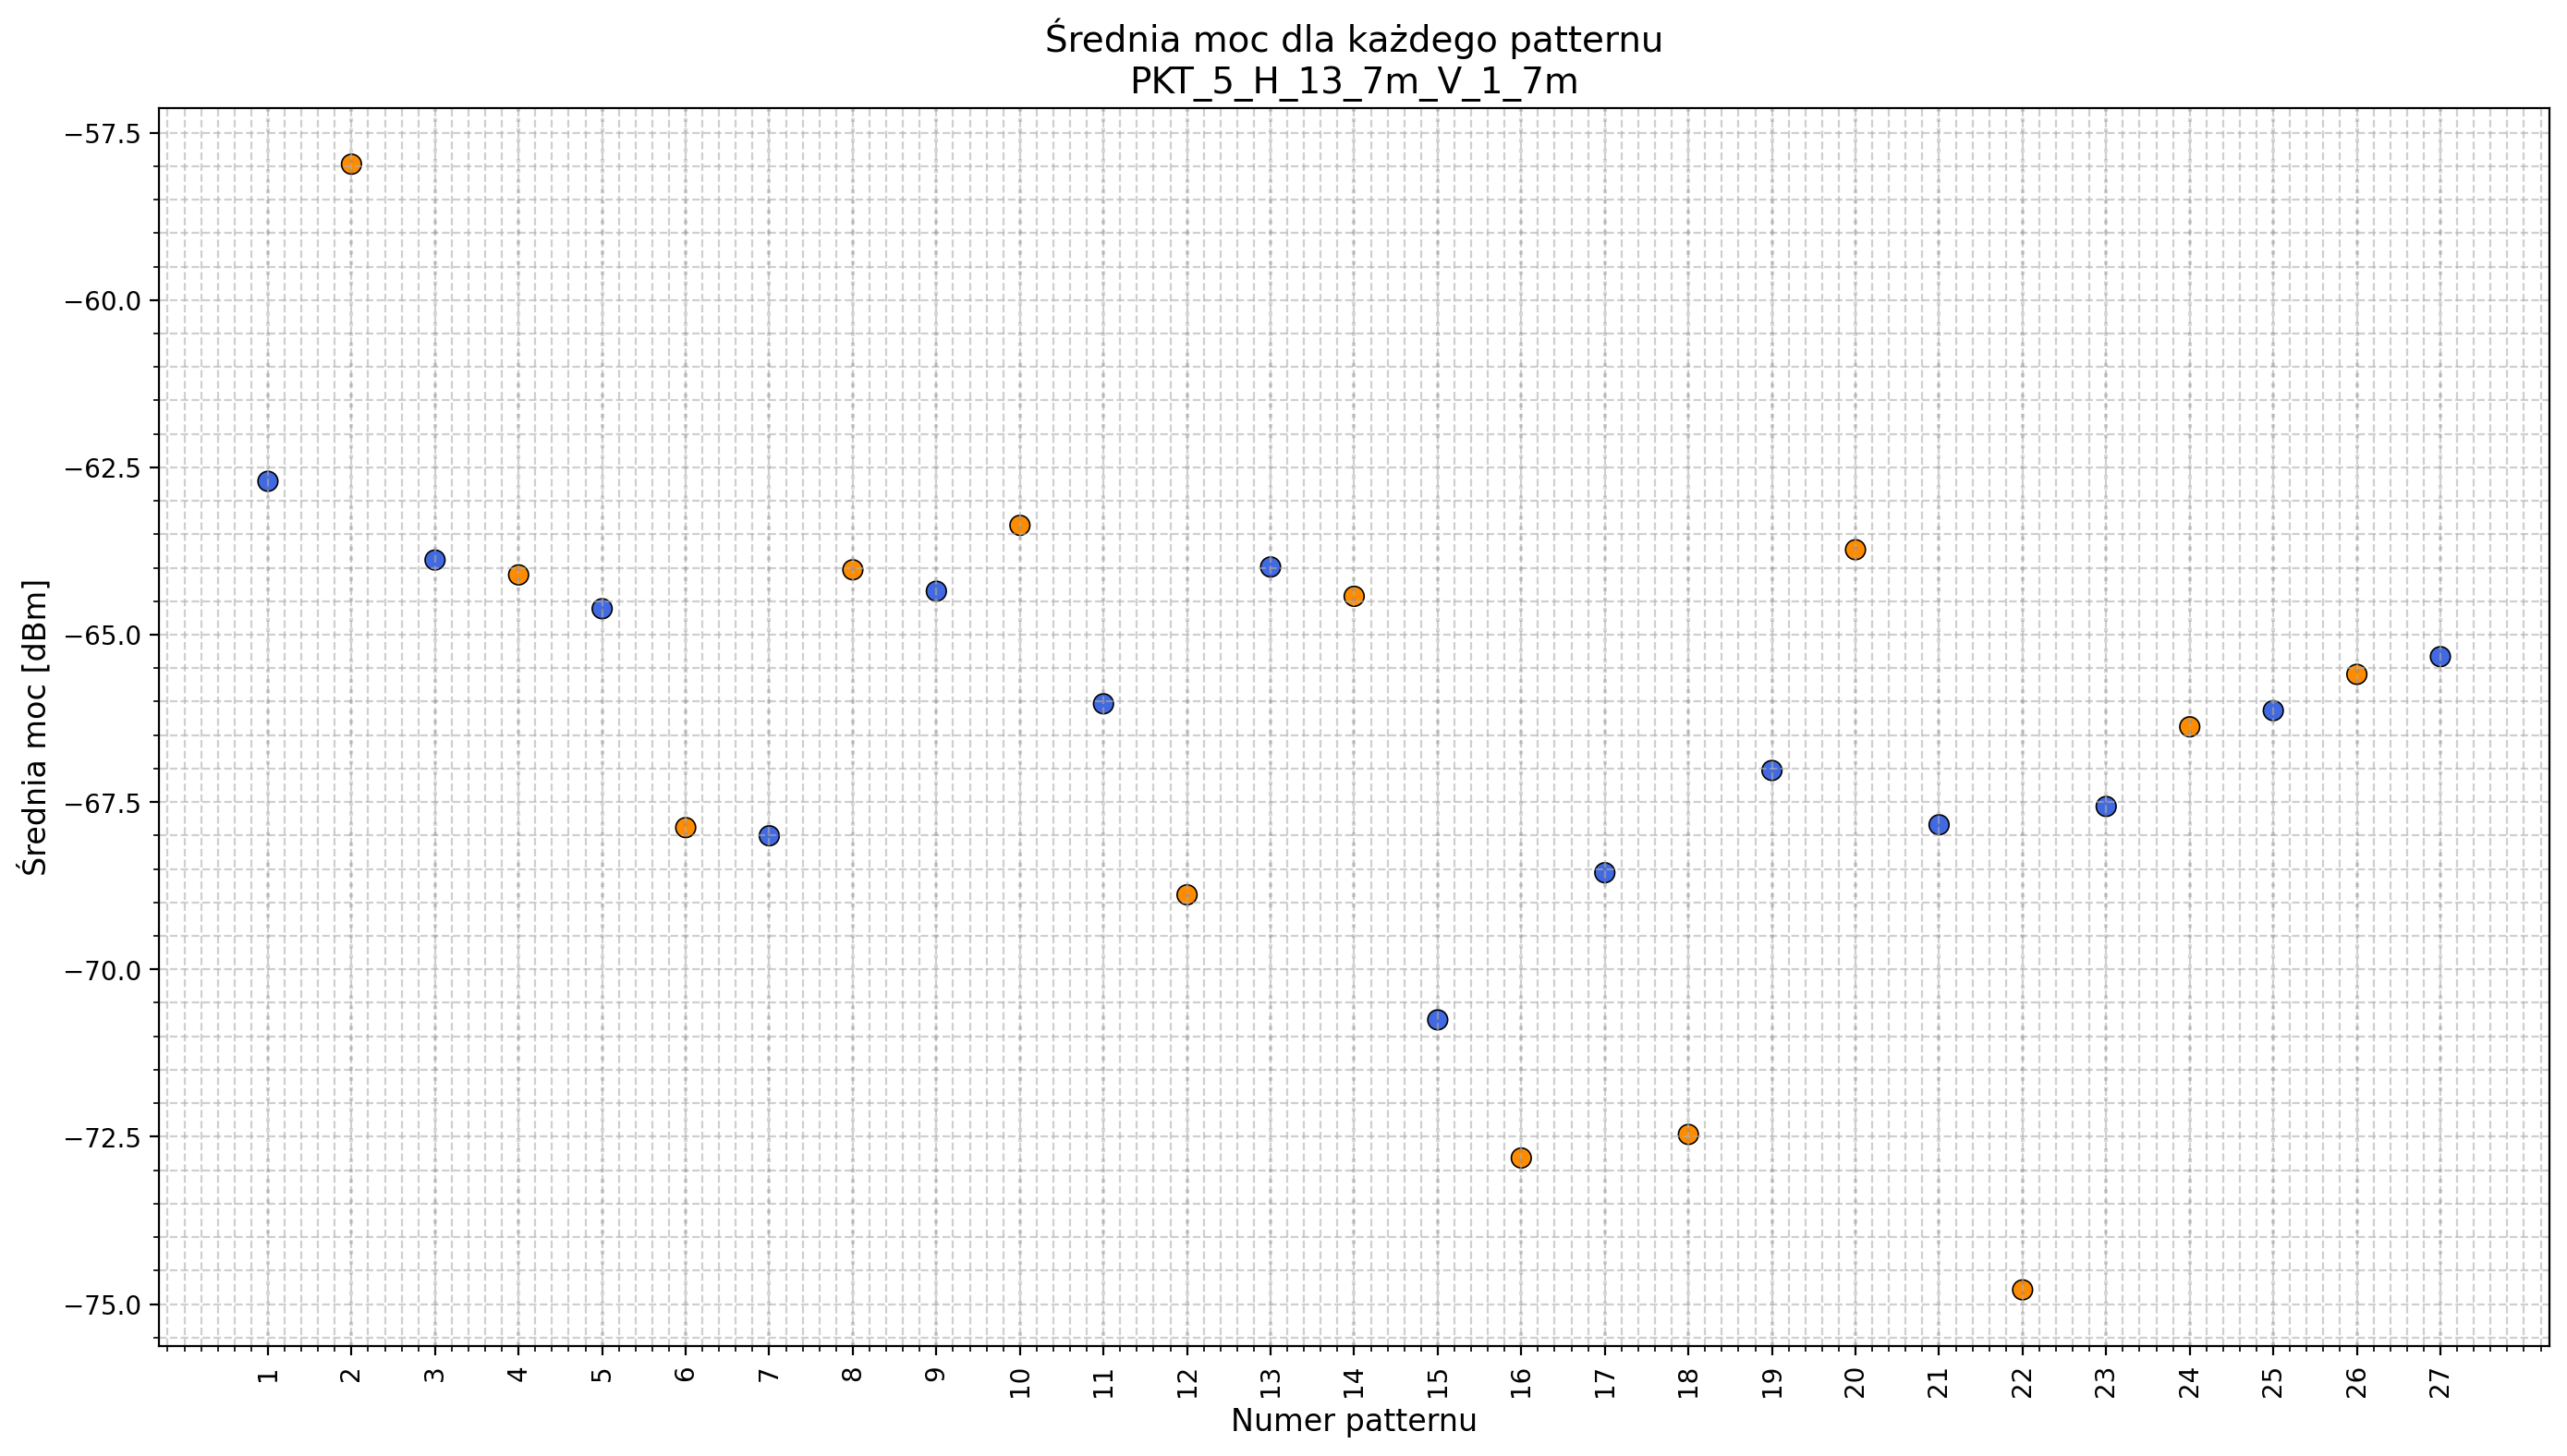 Średnia moc dla każdego patternu
PKT_5_H_13_7m_V_1_7m
Średnia moc [dBm]
−57.5
−60.0
−62.5
−65.0
−67.5
−70.0
−72.5
−75.0
1 2 3 4 5 6 7 8 9 10 11 12 13 14 15 16 17 18 19 20 21 22 23 24 25 26 27
Numer patternu